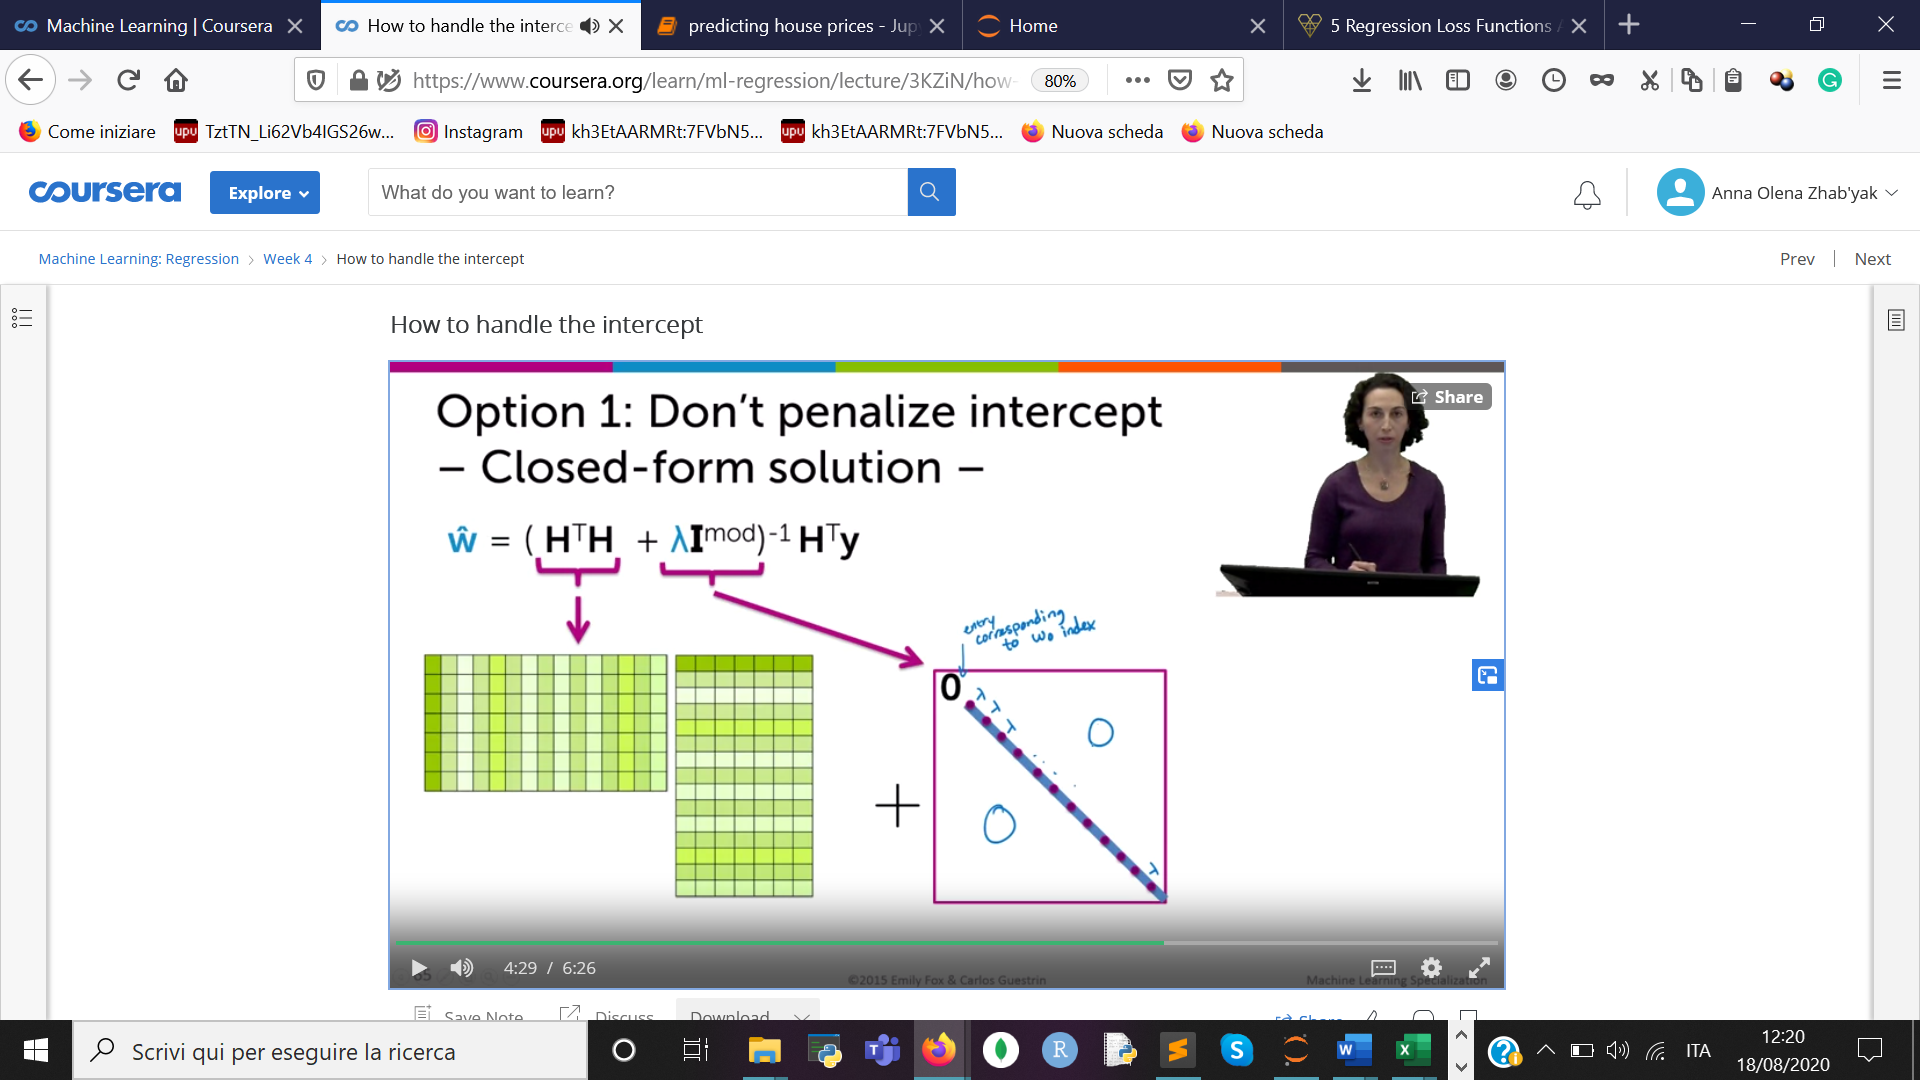 Machine Learning | Coursera
How to handle the interce
predicting house prices - Jup
Home
5 Regression Loss Functions A
https://www.coursera.org/learn/ml-regression/lecture/3KZiN/how-
80%
Come iniziare
TztTN_Li62Vb4IGS26w...
Instagram
kh3EtAARMRt:7FVbN5...
kh3EtAARMRt:7FVbN5...
Nuova scheda
Nuova scheda
coursera
Explore
What do you want to learn?
Anna Olena Zhab'yak
Machine Learning: Regression > Week 4 > How to handle the intercept
Prev | Next
How to handle the intercept
Share
Option 1: Don't penalize intercept
– Closed-form solution –
ŵ = ( HᵀH + λIᵐᵒᵈ)⁻¹ Hᵀy
entry
corresponding
to w₀ index
0
λ
λ
λ
0
+
0
λ
4:29 / 6:26
©2015 Emily Fox & Carlos Guestrin
Machine Learning Specialization
Save Note
Discuss
Download
Share
Scrivi qui per eseguire la ricerca
ITA
12:20
18/08/2020